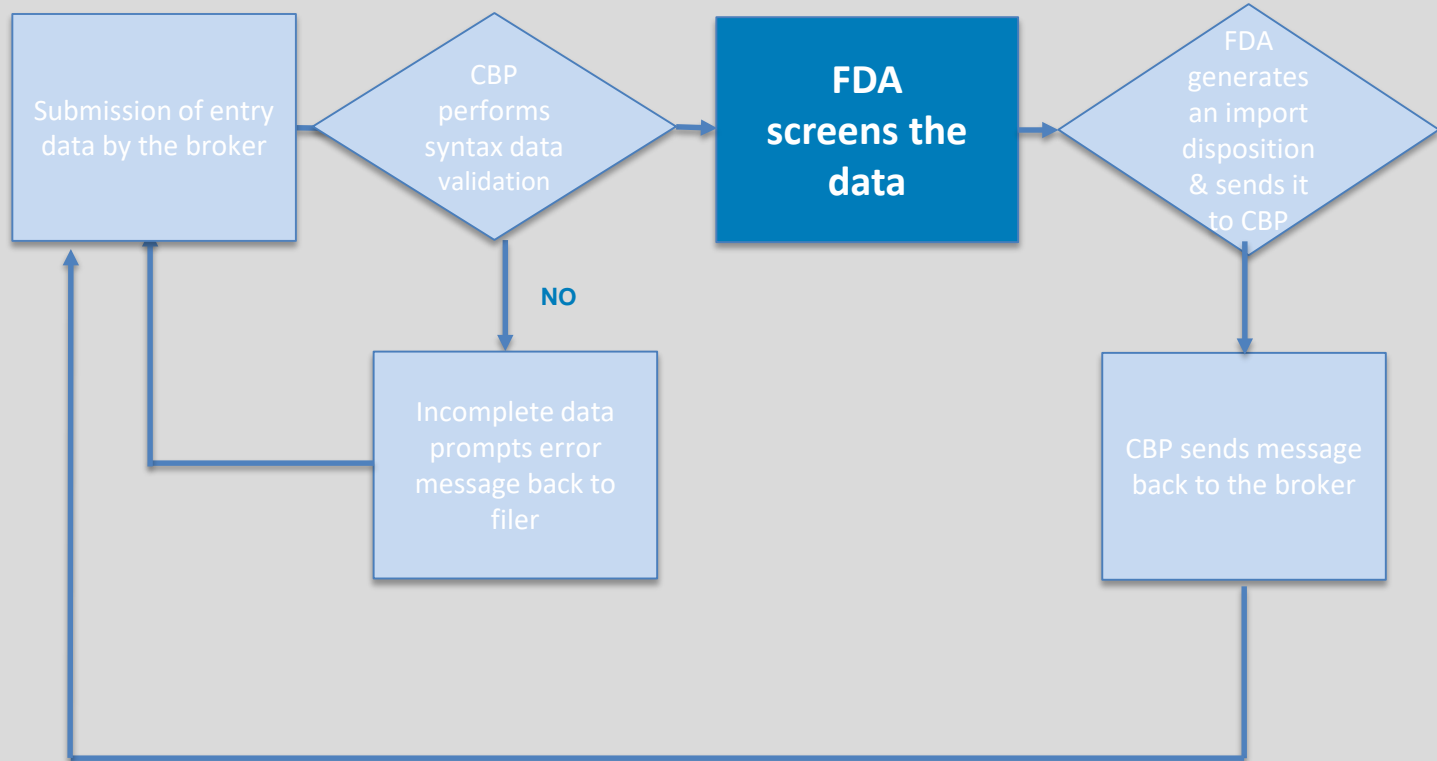 Submission of entry
data by the broker
CBP
performs
syntax data
validation
FDA
screens the
data
FDA
generates
an import
disposition
& sends it
to CBP
NO
Incomplete data
prompts error
message back to
filer
CBP sends message
back to the broker